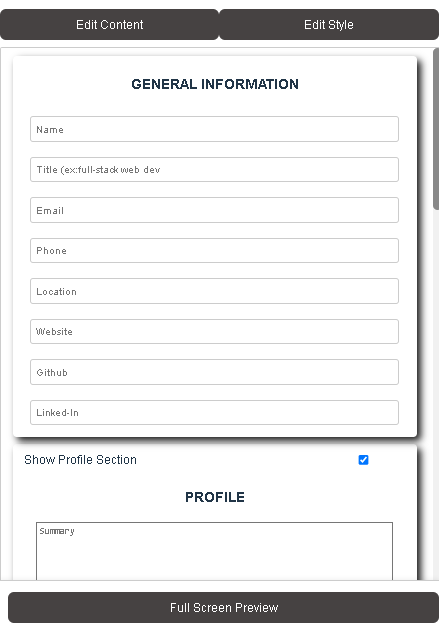 Edit Content
Edit Style
GENERAL INFORMATION
Name
Title (ex:full-stack web dev
Email
Phone
Location
Website
Github
Linked-In
Show Profile Section
PROFILE
Summary
Full Screen Preview